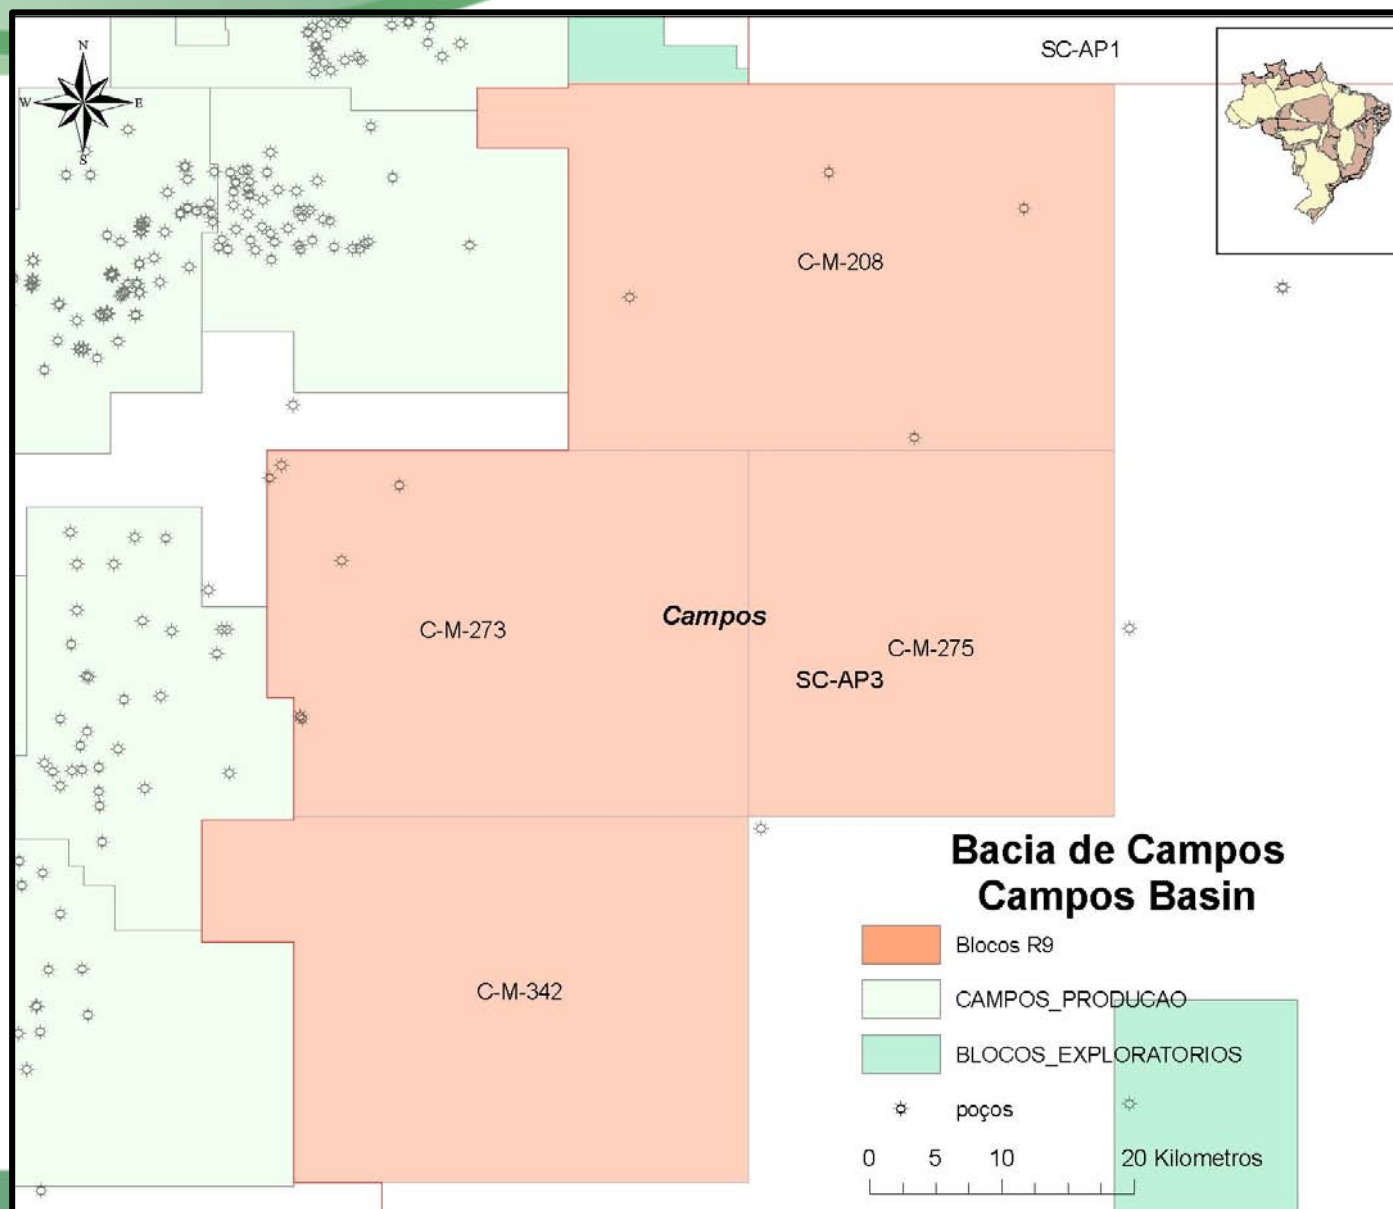 SC-AP1
N
W
E
S
C-M-208
Campos
C-M-273
C-M-275
SC-AP3
Bacia de Campos
Campos Basin
Blocos R9
C-M-342
CAMPOS_PRODUCAO
BLOCOS_EXPLORATORIOS
poços
0 5 10 20 Kilometros